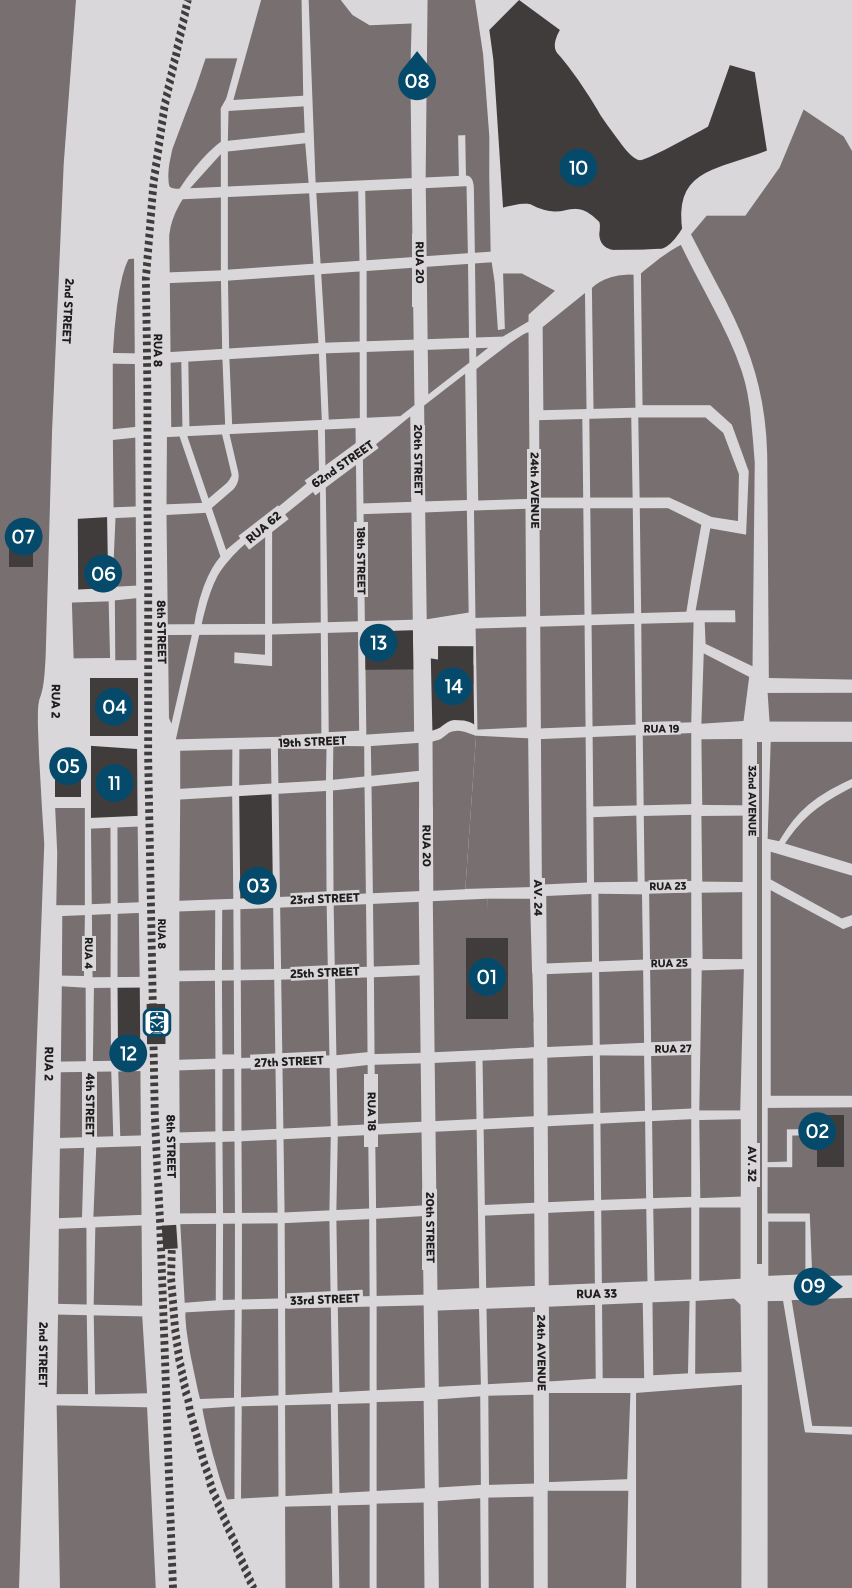 08
10
RUA 20
2nd STREET
RUA 8
20th STREET
62nd STREET
24th AVENUE
RUA 62
07
18th STREET
06
8th STREET
13
14
RUA 2
04
RUA 19
19th STREET
05
11
32nd AVENUE
RUA 20
03
RUA 23
23rd STREET
AV. 24
RUA 8
RUA 4
RUA 25
25th STREET
01
12
RUA 2
RUA 27
27th STREET
4th STREET
RUA 18
8th STREET
02
AV. 32
20th STREET
09
RUA 33
33rd STREET
2nd STREET
24th AVENUE